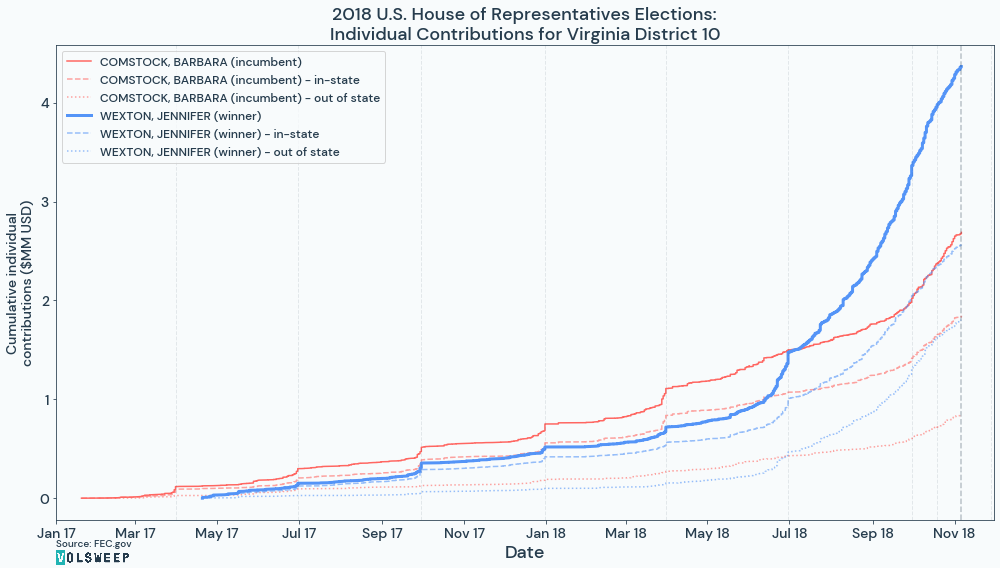 2018 U.S. House of Representatives Elections:
Individual Contributions for Virginia District 10
COMSTOCK, BARBARA (incumbent)
COMSTOCK, BARBARA (incumbent) - in-state
COMSTOCK, BARBARA (incumbent) - out of state
WEXTON, JENNIFER (winner)
WEXTON, JENNIFER (winner) - in-state
WEXTON, JENNIFER (winner) - out of state
Cumulative individual
contributions ($MM USD)
4
3
2
1
0
Jan 17 Mar 17 May 17 Jul 17 Sep 17 Nov 17 Jan 18 Mar 18 May 18 Jul 18 Sep 18 Nov 18
Date
Source: FEC.gov
VOLSWEEP